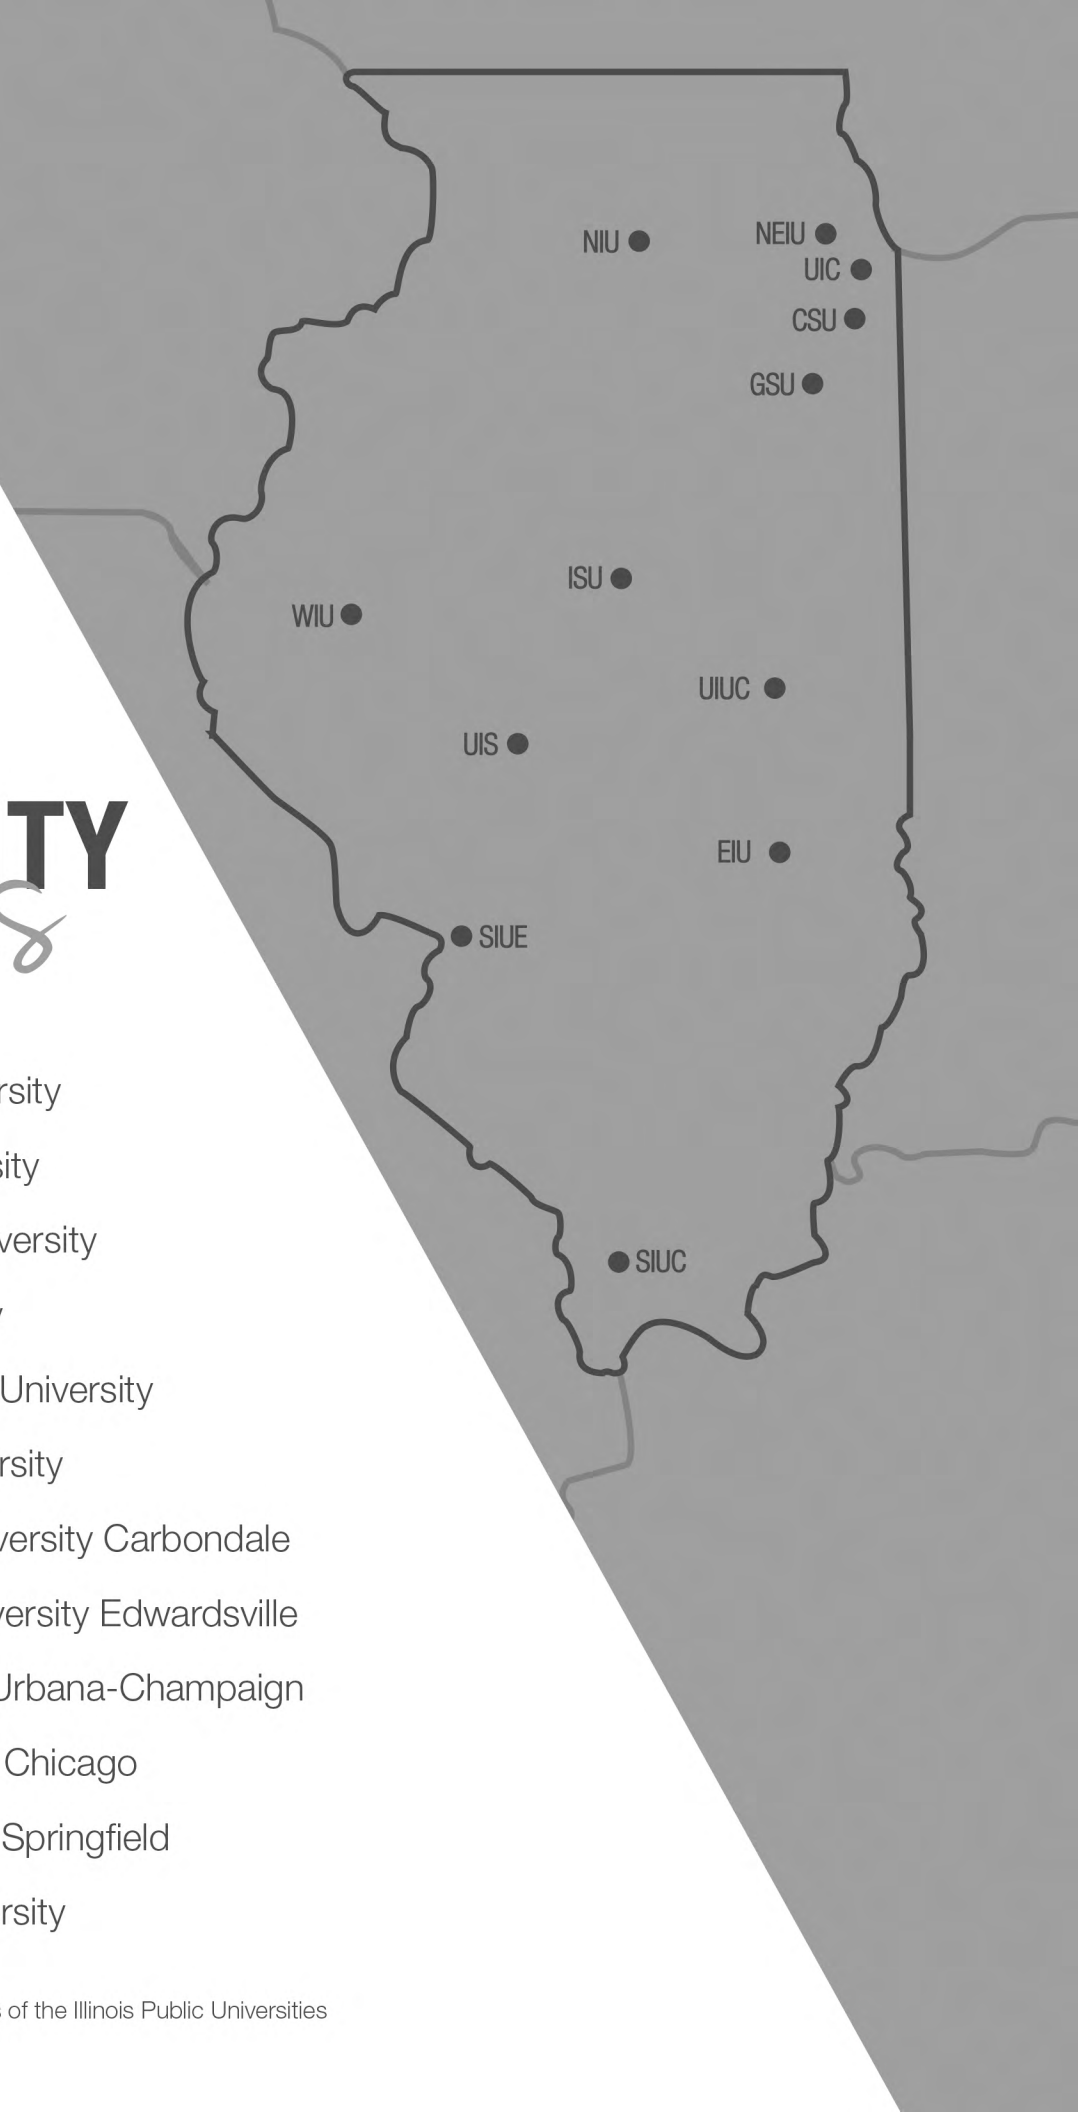 NIU
NEIU
UIC
CSU
GSU
ISU
WIU
UIUC
UIS
EIU
SIUE
SIUC
TY
s
rsity
sity
versity
y
University
rsity
versity Carbondale
versity Edwardsville
Urbana-Champaign
Chicago
Springfield
rsity
s of the Illinois Public Universities